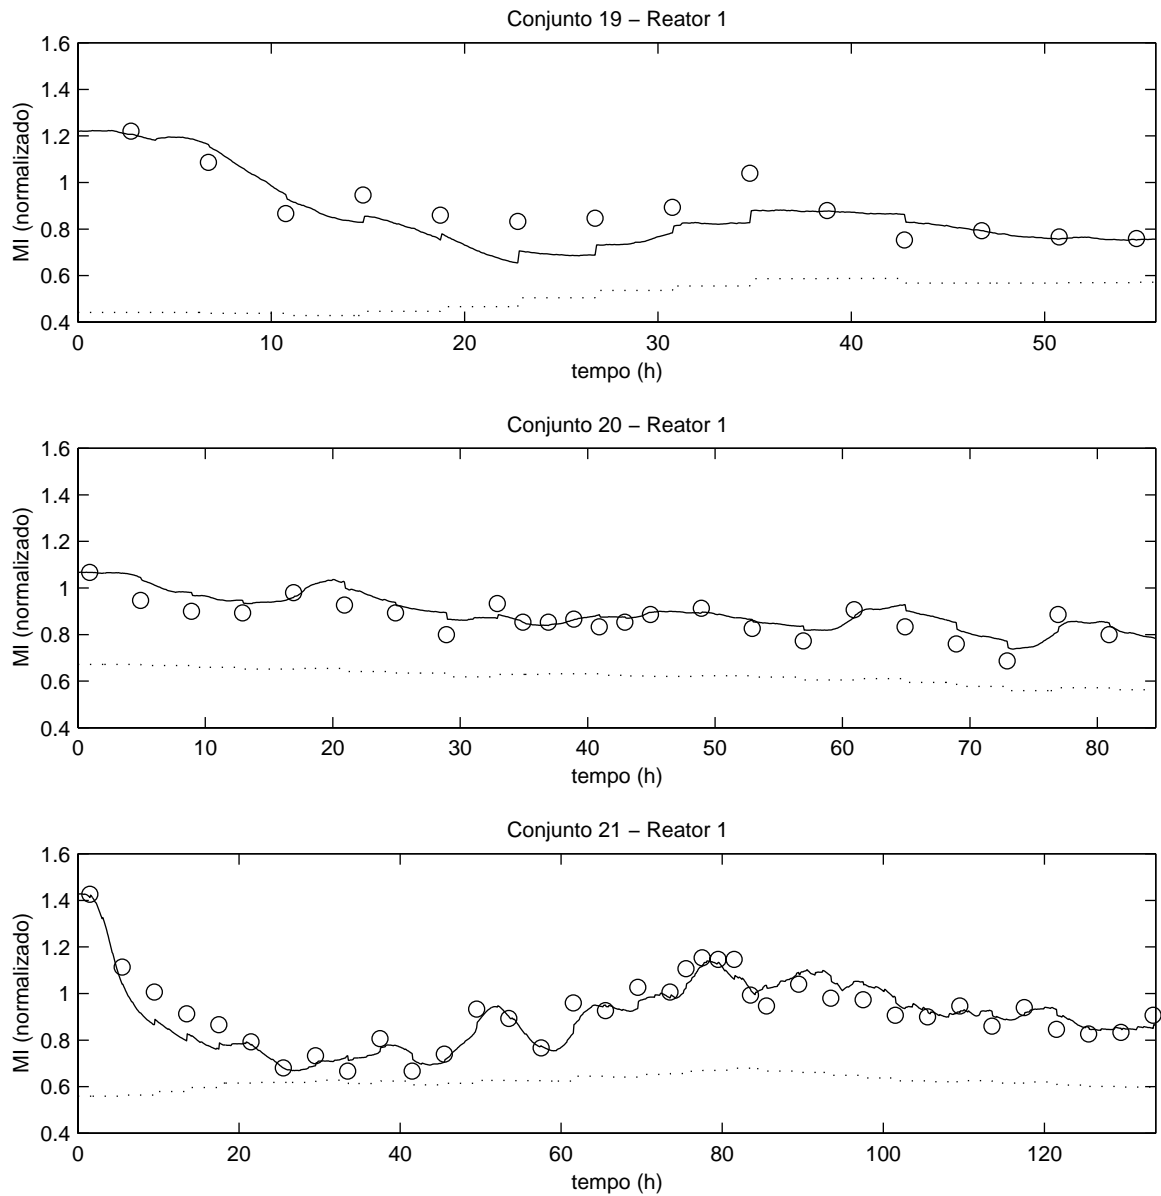 Conjunto 19 − Reator 1
1.6
1.4
1.2
1
0.8
0.6
0.4
MI (normalizado)
0 10 20 30 40 50
tempo (h)
Conjunto 20 − Reator 1
1.6
1.4
1.2
1
0.8
0.6
0.4
MI (normalizado)
0 10 20 30 40 50 60 70 80
tempo (h)
Conjunto 21 − Reator 1
1.6
1.4
1.2
1
0.8
0.6
0.4
MI (normalizado)
0 20 40 60 80 100 120
tempo (h)